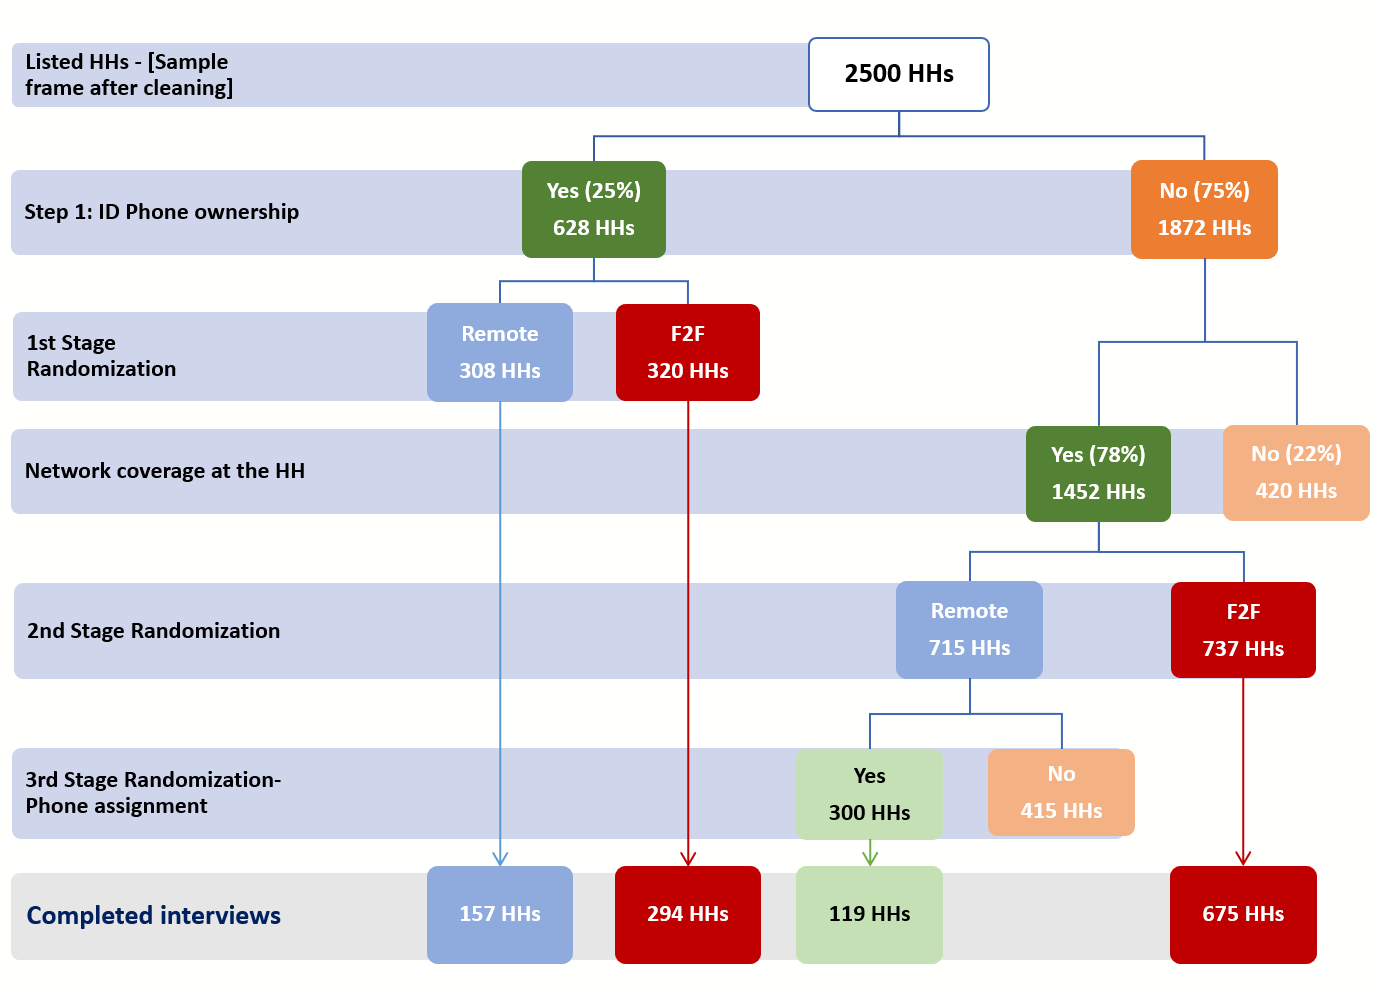 Listed HHs - [Sample
frame after cleaning]
2500 HHs
Step 1: ID Phone ownership
Yes (25%)
628 HHs
No (75%)
1872 HHs
1st Stage
Randomization
Remote
308 HHs
F2F
320 HHs
Network coverage at the HH
Yes (78%)
1452 HHs
No (22%)
420 HHs
2nd Stage Randomization
Remote
715 HHs
F2F
737 HHs
3rd Stage Randomization-
Phone assignment
Yes
300 HHs
No
415 HHs
Completed interviews
157 HHs
294 HHs
119 HHs
675 HHs